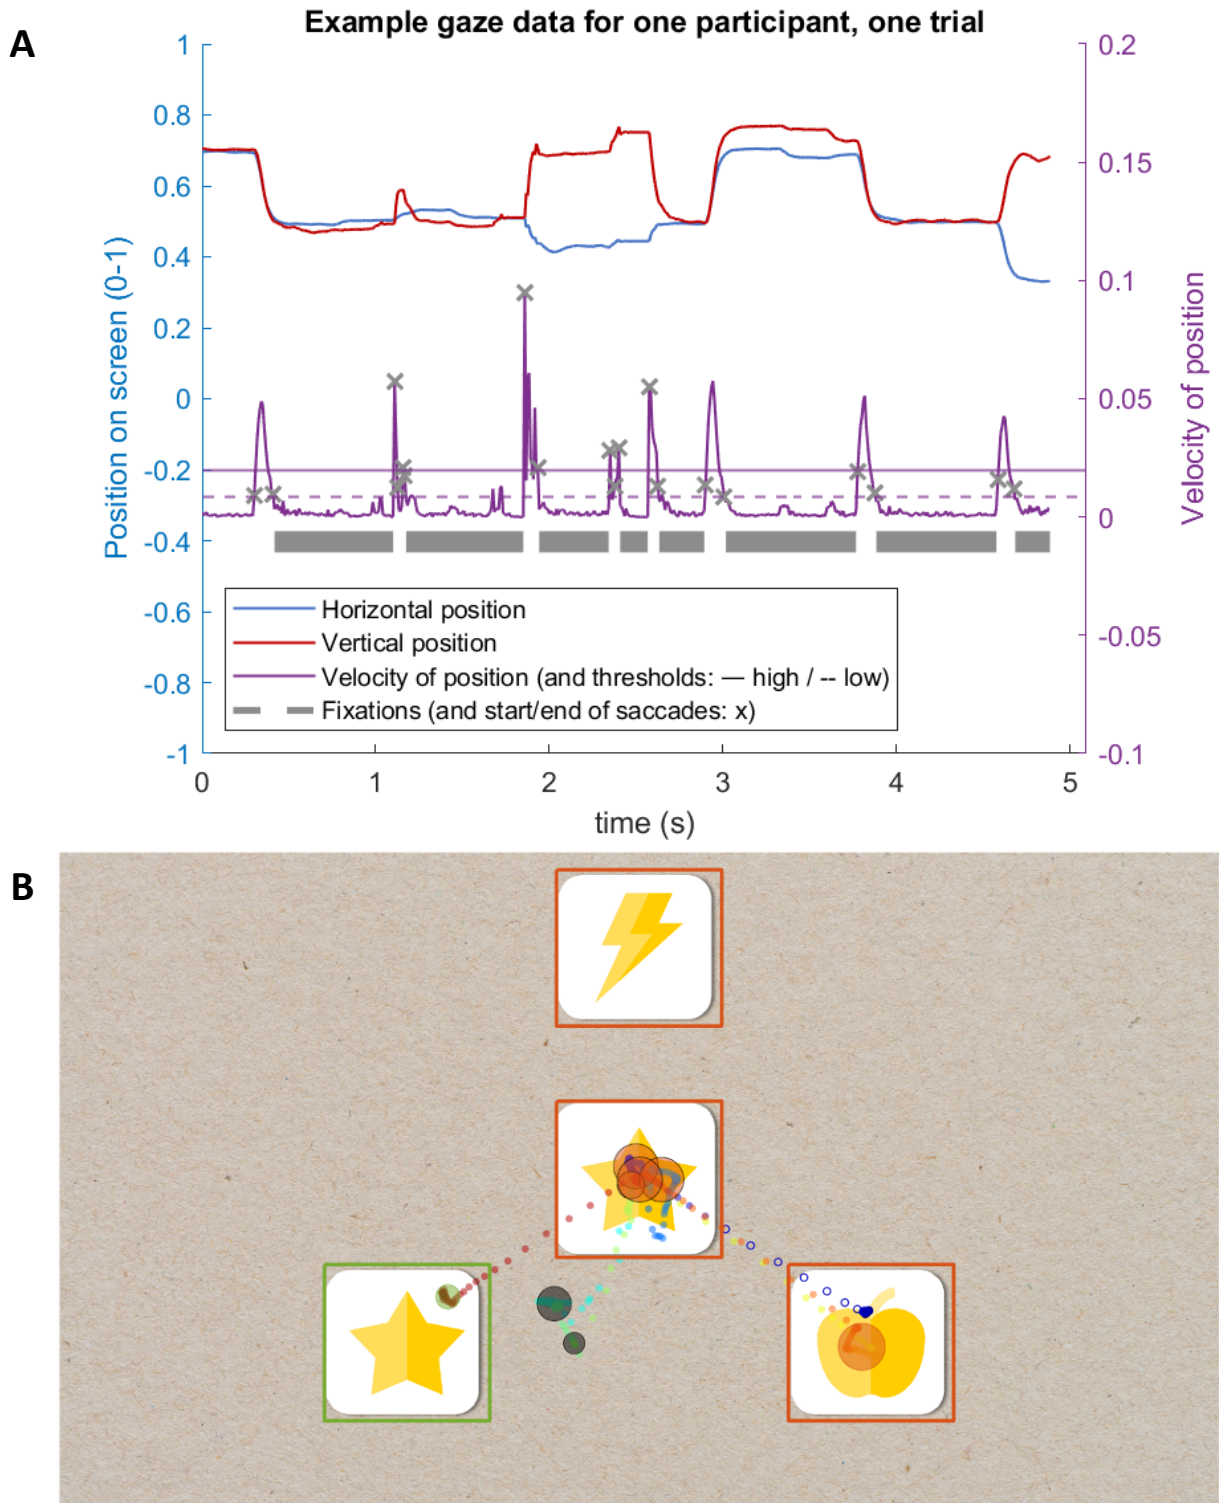 A
Example gaze data for one participant, one trial
1
0.8
0.6
0.4
0.2
0
-0.2
-0.4
-0.6
-0.8
-1
Position on screen (0-1)
0.2
0.15
0.1
0.05
0
-0.05
-0.1
Velocity of position
Horizontal position
Vertical position
Velocity of position (and thresholds: — high / -- low)
Fixations (and start/end of saccades: x)
0 1 2 3 4 5
time (s)
B